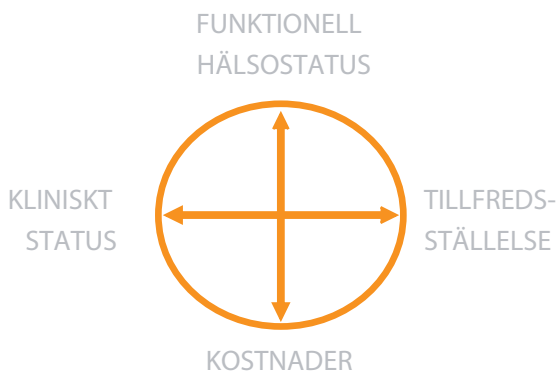 FUNKTIONELL
HÄLSOSTATUS
KLINISKT
STATUS
TILLFREDS-
STÄLLELSE
KOSTNADER